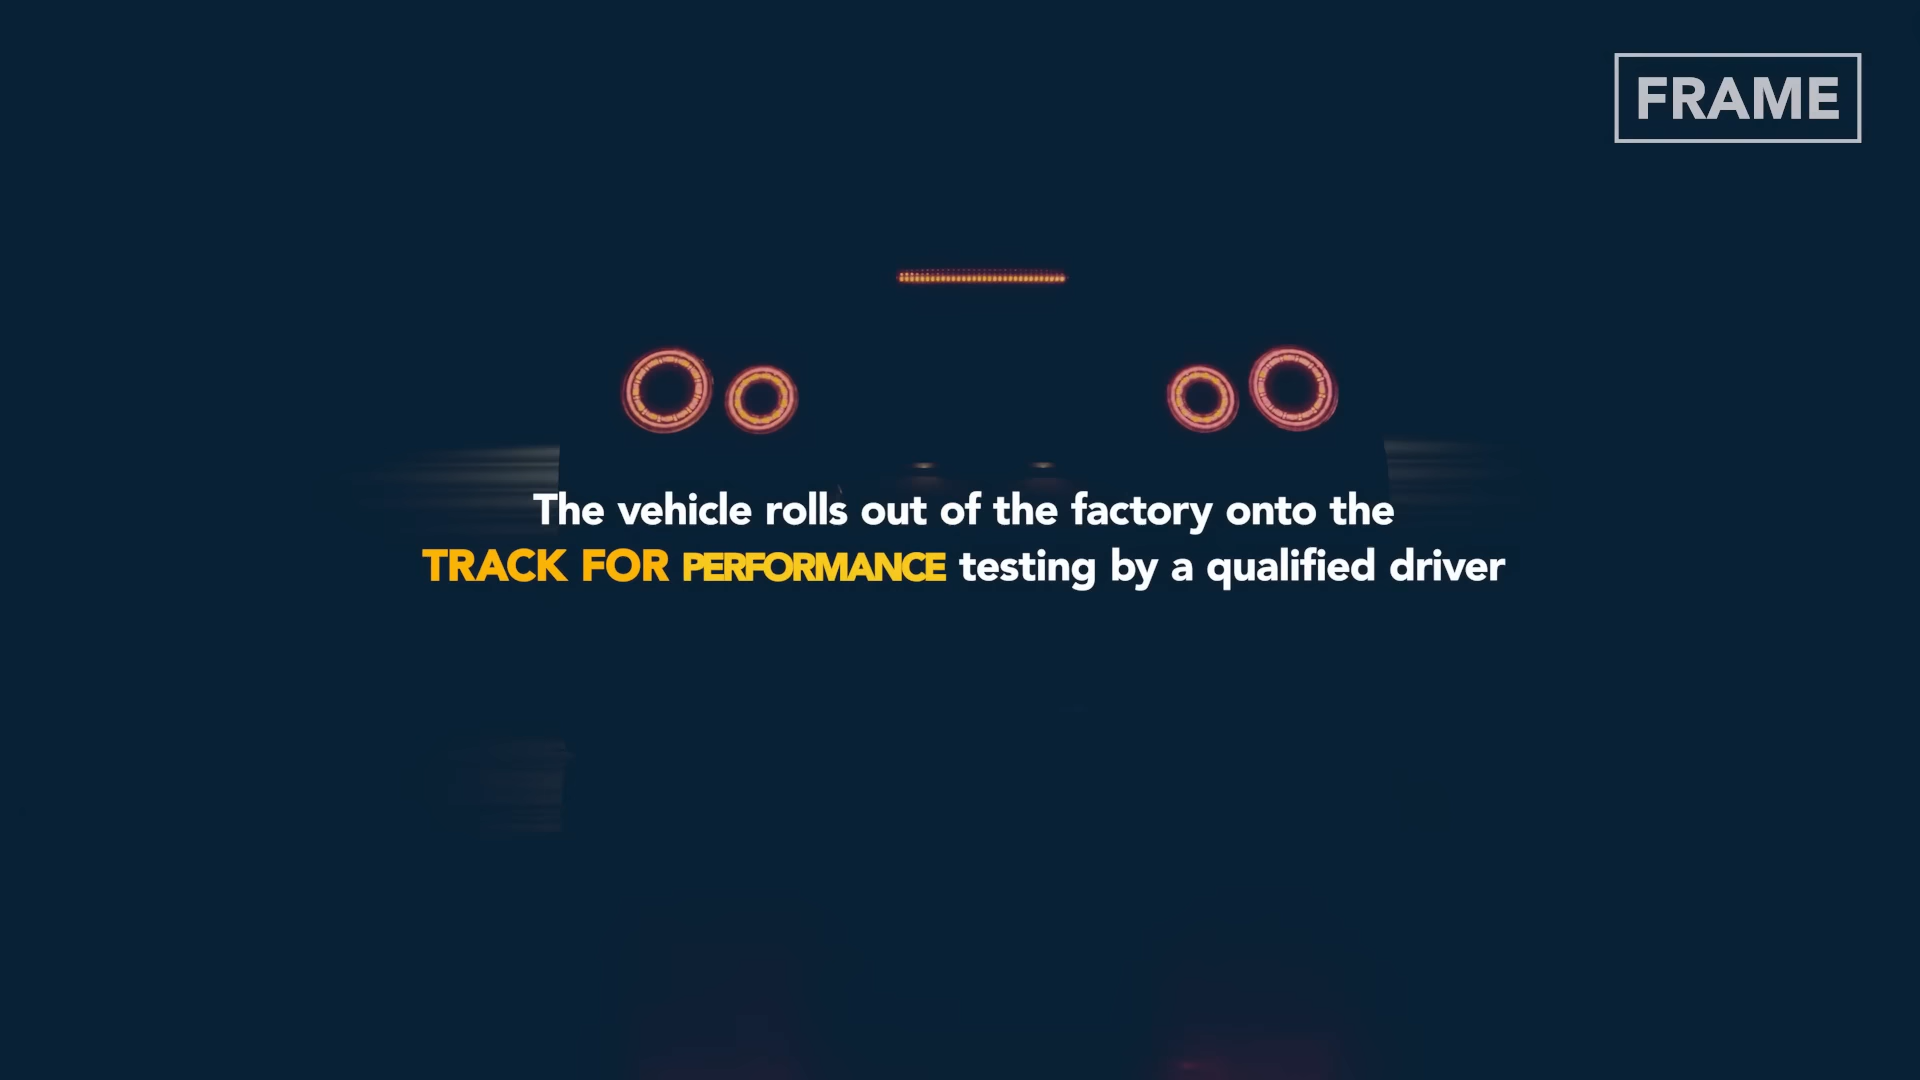 FRAME
The vehicle rolls out of the factory onto the
TRACK FOR PERFORMANCE testing by a qualified driver